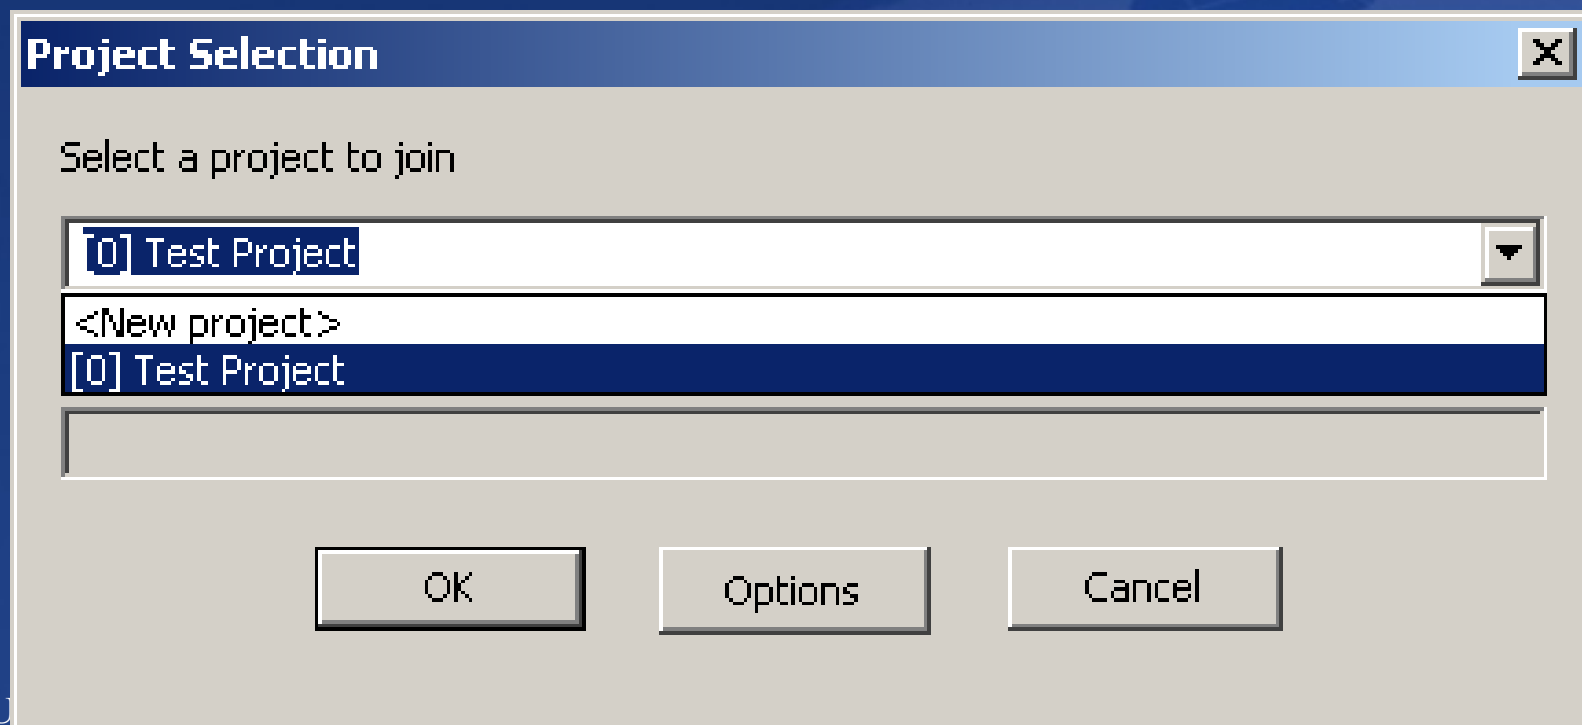 Project Selection
Select a project to join
[0] Test Project
<New project>
[0] Test Project
OK Options Cancel